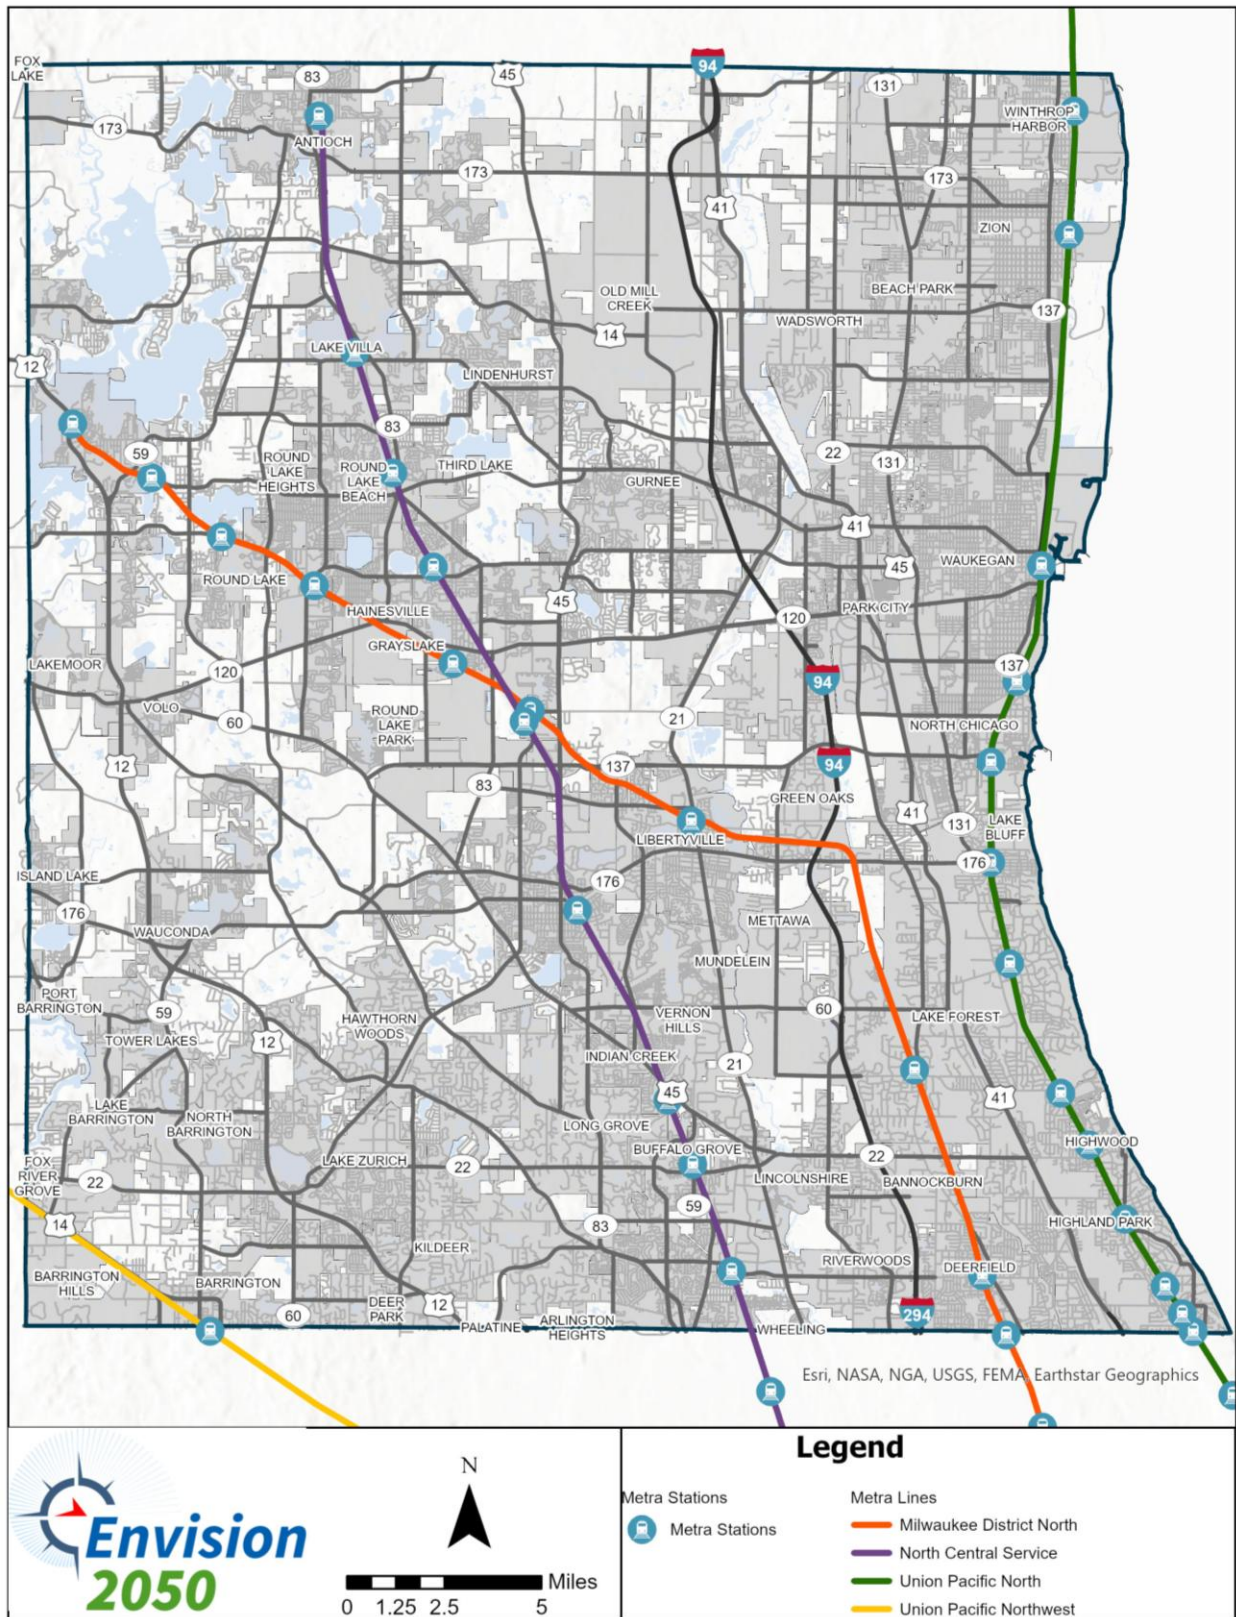 FOX
LAKE
83
45
94
131
WINTHROP
HARBOR
173
ANTIOCH
173
173
41
ZION
OLD MILL
CREEK
BEACH PARK
137
WADSWORTH
14
LAKE VILLA
12
LINDENHURST
83
59
ROUND
LAKE
HEIGHTS
ROUND
LAKE
BEACH
THIRD LAKE
GURNEE
22
131
41
WAUKEGAN
45
ROUND LAKE
45
HAINESVILLE
PARK CITY
120
GRAYSLAKE
LAKEMOOR
120
137
94
VOLO
60
ROUND
LAKE
PARK
21
NORTH CHICAGO
12
137
94
83
GREEN OAKS
41
131
LAKE
BLUFF
LIBERTYVILLE
176
ISLAND LAKE
176
176
WAUCONDA
METTAWA
MUNDELEIN
PORT
BARRINGTON
59
HAWTHORN
WOODS
VERNON
HILLS
60
LAKE FOREST
TOWER LAKES
12
INDIAN CREEK
21
45
41
LAKE
BARRINGTON
NORTH
BARRINGTON
LONG GROVE
HIGHWOOD
BUFFALO GROVE
FOX
RIVER
GROVE
LAKE ZURICH
22
22
22
LINCOLNSHIRE
BANNOCKBURN
59
14
83
HIGHLAND PARK
KILDEER
RIVERWOODS
DEERFIELD
BARRINGTON
HILLS
BARRINGTON
60
DEER
PARK
12
294
PALATINE
ARLINGTON
HEIGHTS
WHEELING
Esri, NASA, NGA, USGS, FEMA, Earthstar Geographics
Envision
2050
N
Miles
0 1.25 2.5 5
Legend
Metra Stations
Metra Stations
Metra Lines
Milwaukee District North
North Central Service
Union Pacific North
Union Pacific Northwest